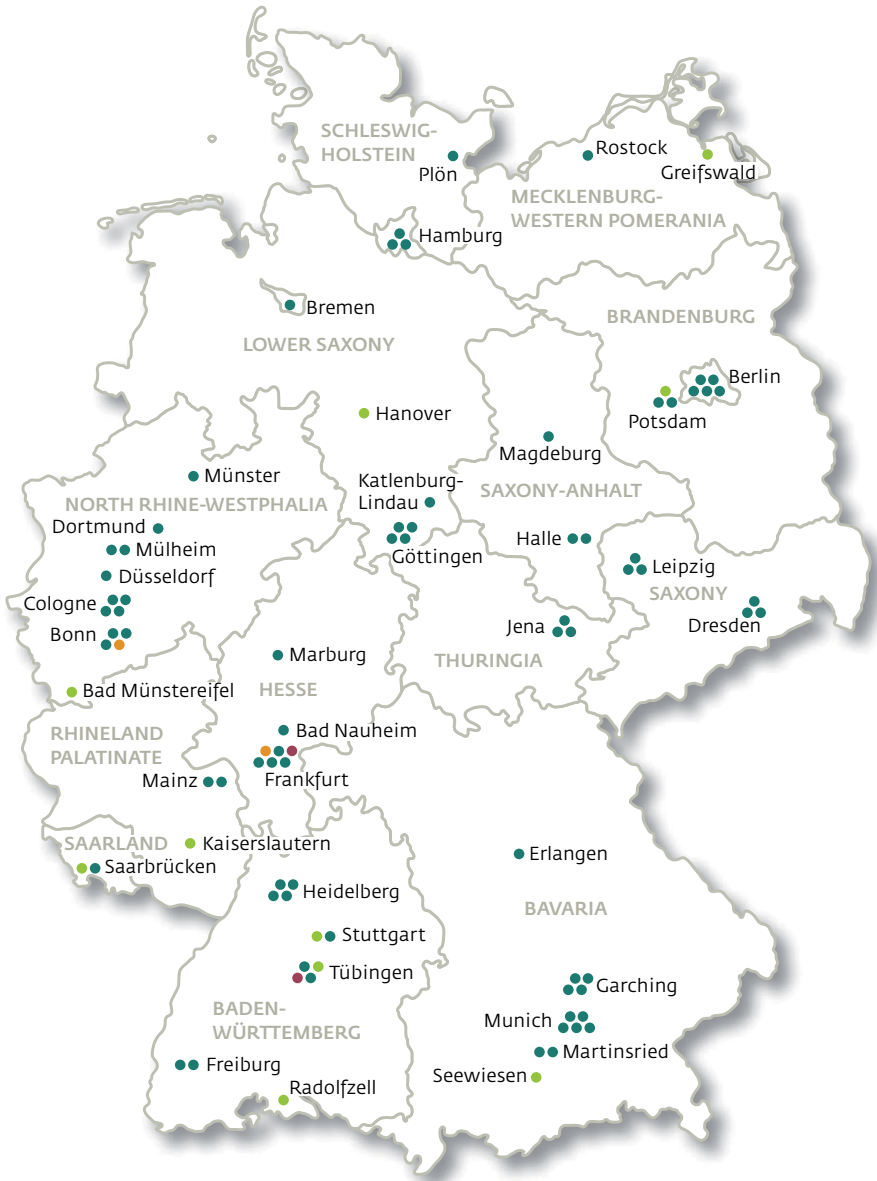 SCHLESWIG-
HOLSTEIN
Plön
Rostock
Greifswald
MECKLENBURG-
WESTERN POMERANIA
Hamburg
Bremen
LOWER SAXONY
BRANDENBURG
Berlin
Potsdam
Hanover
Magdeburg
Münster
Katlenburg-
Lindau
SAXONY-ANHALT
NORTH RHINE-WESTPHALIA
Dortmund
Mülheim
Göttingen
Halle
Leipzig
Düsseldorf
SAXONY
Cologne
Bonn
Jena
Dresden
Marburg
THURINGIA
HESSE
Bad Münstereifel
Bad Nauheim
RHINELAND
PALATINATE
Mainz
Frankfurt
SAARLAND
Kaiserslautern
Saarbrücken
Erlangen
Heidelberg
BAVARIA
Stuttgart
Tübingen
Garching
BADEN-
WÜRTTEMBERG
Munich
Martinsried
Freiburg
Seewiesen
Radolfzell